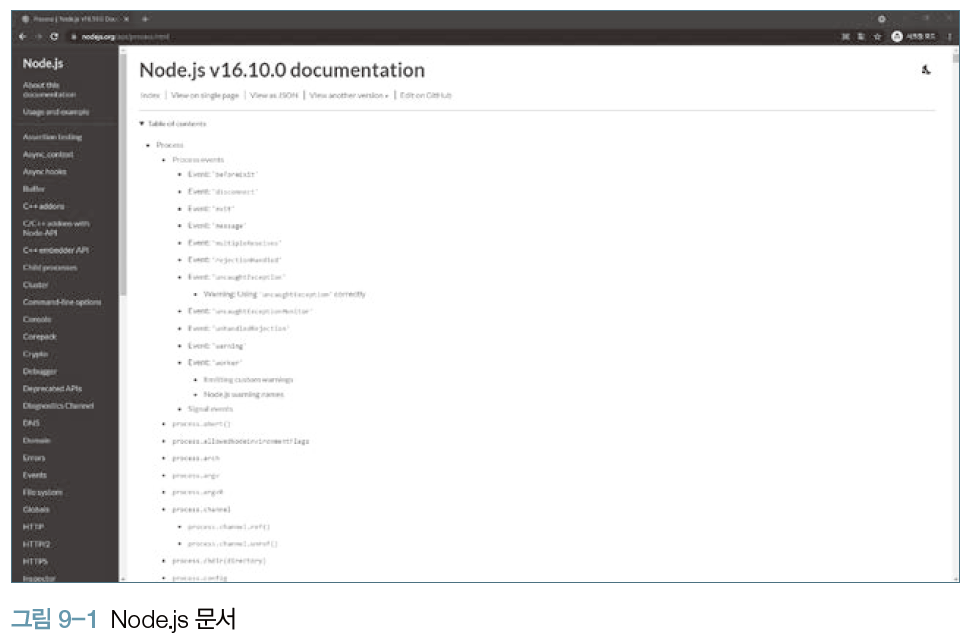 Process | Node.js v16.10.0 Doc
nodejs.org/api/process.html
시크릿 모드
Node.js
About this
documentation
Usage and example
Assertion testing
Async_context
Async hooks
Buffer
C++ addons
C/C++ addons with
Node-API
C++ embedder API
Child processes
Cluster
Command-line options
Console
Corepack
Crypto
Debugger
Deprecated APIs
Diagnostics Channel
DNS
Domain
Errors
Events
File system
Globals
HTTP
HTTP/2
HTTPS
Inspector
Node.js v16.10.0 documentation
Index | View on single page | View as JSON | View another version ▾ | Edit on GitHub
▼ Table of contents
• Process
• Process events
• Event: 'beforeExit'
• Event: 'disconnect'
• Event: 'exit'
• Event: 'message'
• Event: 'multipleResolves'
• Event: 'rejectionHandled'
• Event: 'uncaughtException'
• Warning: Using 'uncaughtException' correctly
• Event: 'uncaughtExceptionMonitor'
• Event: 'unhandledRejection'
• Event: 'warning'
• Event: 'worker'
• Emitting custom warnings
• Node.js warning names
• Signal events
• process.abort()
• process.allowedNodeEnvironmentFlags
• process.arch
• process.argv
• process.argv0
• process.channel
• process.channel.ref()
• process.channel.unref()
• process.chdir(directory)
• process.config
그림 9-1 Node.js 문서